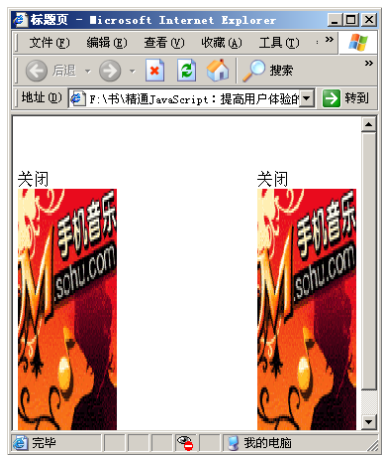 标题页 - Microsoft Internet Explorer
文件(F) 编辑(E) 查看(V) 收藏(A) 工具(T) »
后退 搜索 »
地址(D) F:\书\精通JavaScript：提高用户体验的 转到
关闭 关闭
手机音乐 手机音乐
M.sohu.com M.sohu.com
完毕 我的电脑